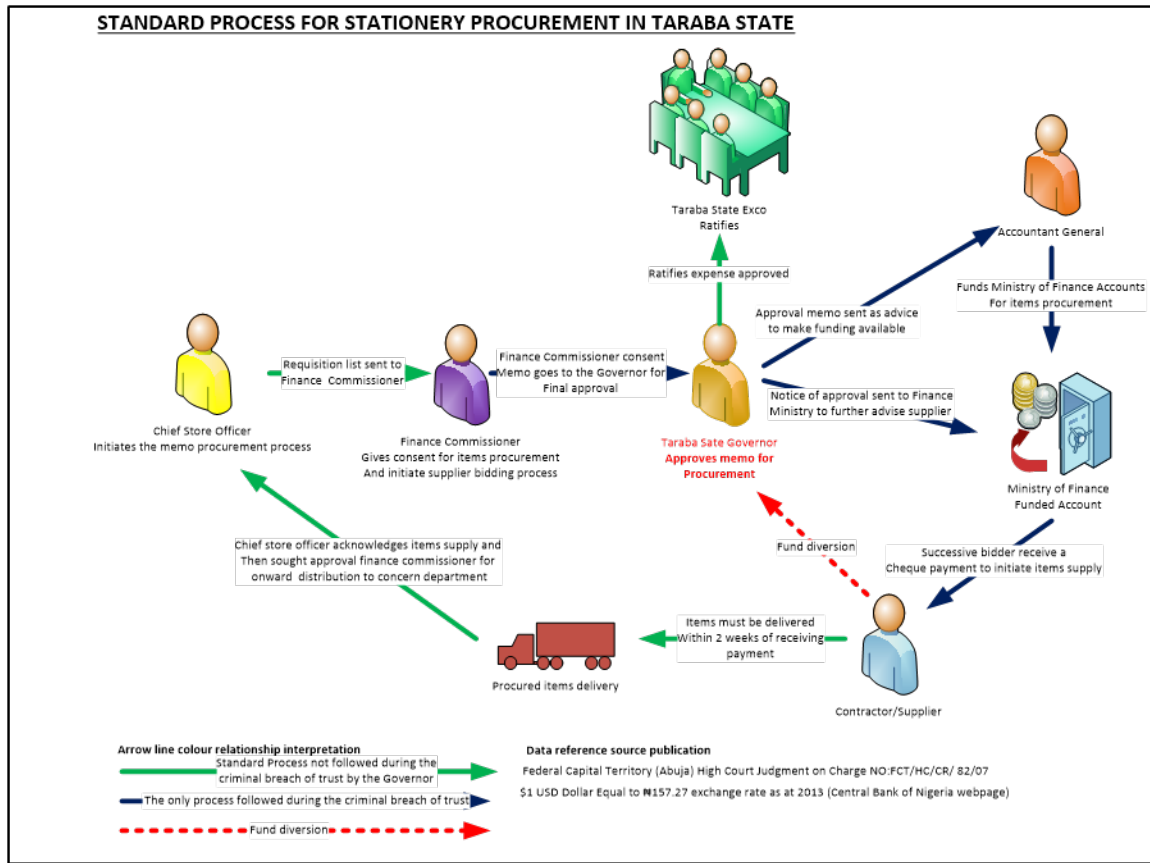 STANDARD PROCESS FOR STATIONERY PROCUREMENT IN TARABA STATE
Taraba State Exco
Ratifies
Accountant General
Ratifies expense approved
Funds Ministry of Finance Accounts
For items procurement
Approval memo sent as advice
to make funding available
Requisition list sent to
Finance Commissioner
Finance Commissioner consent
Memo goes to the Governor for
Final approval
Notice of approval sent to Finance
Ministry to further advise supplier
Chief Store Officer
Initiates the memo procurement process
Finance Commissioner
Gives consent for items procurement
And initiate supplier bidding process
Taraba Sate Governor
Approves memo for
Procurement
Ministry of Finance
Funded Account
Chief store officer acknowledges items supply and
Then sought approval finance commissioner for
onward distribution to concern department
Fund diversion
Successive bidder receive a
Cheque payment to initiate items supply
Items must be delivered
Within 2 weeks of receiving
payment
Procured items delivery
Contractor/Supplier
Arrow line colour relationship interpretation
Standard Process not followed during the
criminal breach of trust by the Governor
The only process followed during the criminal breach of trust
Fund diversion
Data reference source publication
Federal Capital Territory (Abuja) High Court Judgment on Charge NO:FCT/HC/CR/ 82/07
$1 USD Dollar Equal to ₦157.27 exchange rate as at 2013 (Central Bank of Nigeria webpage)